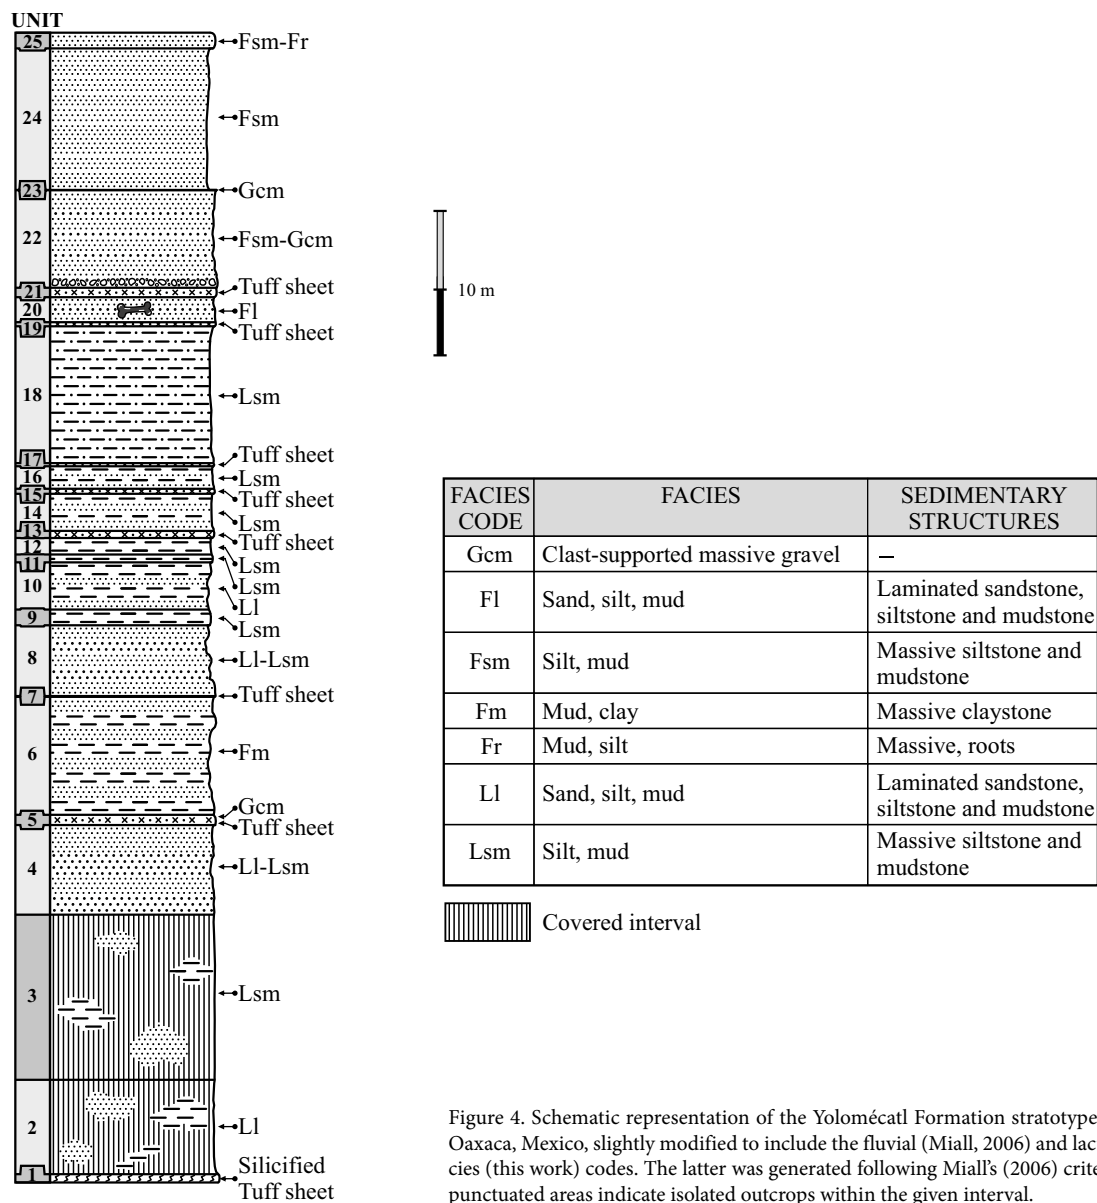 UNIT
25
Fsm-Fr
24
Fsm
23
Gcm
22
Fsm-Gcm
21
Tuff sheet
20
Fl
19
Tuff sheet
18
Lsm
17
Tuff sheet
16
Lsm
15
Tuff sheet
14
Lsm
13
Tuff sheet
12
Lsm
11
Lsm
10
Ll
9
Lsm
8
Ll-Lsm
7
Tuff sheet
6
Fm
Gcm
5
Tuff sheet
4
Ll-Lsm
3
Lsm
2
Ll
1
Silicified
Tuff sheet
10 m
FACIES CODE
FACIES
SEDIMENTARY STRUCTURES
Gcm
Clast-supported massive gravel
–
Fl
Sand, silt, mud
Laminated sandstone,
siltstone and mudstone
Fsm
Silt, mud
Massive siltstone and
mudstone
Fm
Mud, clay
Massive claystone
Fr
Mud, silt
Massive, roots
Ll
Sand, silt, mud
Laminated sandstone,
siltstone and mudstone
Lsm
Silt, mud
Massive siltstone and
mudstone
Covered interval
Figure 4. Schematic representation of the Yolomécatl Formation stratotype
Oaxaca, Mexico, slightly modified to include the fluvial (Miall, 2006) and lac
cies (this work) codes. The latter was generated following Miall's (2006) crite
punctuated areas indicate isolated outcrops within the given interval.